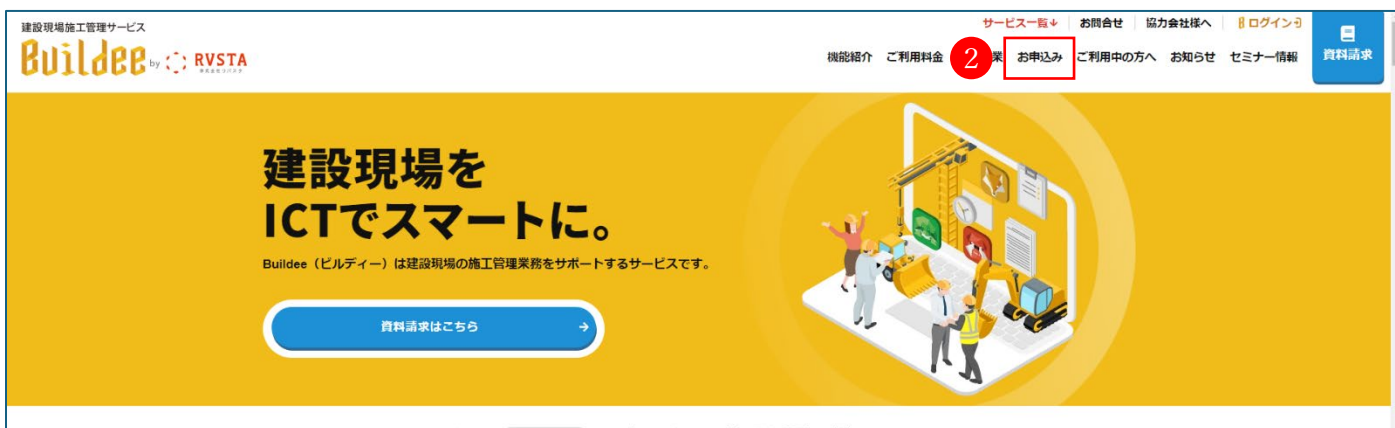 建設現場施工管理サービス
サービス一覧↓ お問合せ 協力会社様へ ログイン
Buildee by RVSTA
機能紹介 ご利用料金 2 業 お申込み ご利用中の方へ お知らせ セミナー情報 資料請求
建設現場を
ICTでスマートに。
Buildee(ビルディー)は建設現場の施工管理業務をサポートするサービスです。
資料請求はこちら →